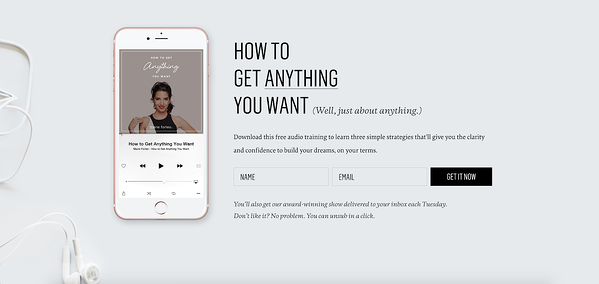 HOW TO GET
Anything
YOU WANT
How to Get Anything You Want
Marie Forleo - How to Get Anything You Want
HOW TO
GET ANYTHING
YOU WANT (Well, just about anything.)
Download this free audio training to learn three simple strategies that'll give you the clarity
and confidence to build your dreams, on your terms.
NAME EMAIL GET IT NOW
You'll also get our award-winning show delivered to your inbox each Tuesday.
Don't like it? No problem. You can unsub in a click.